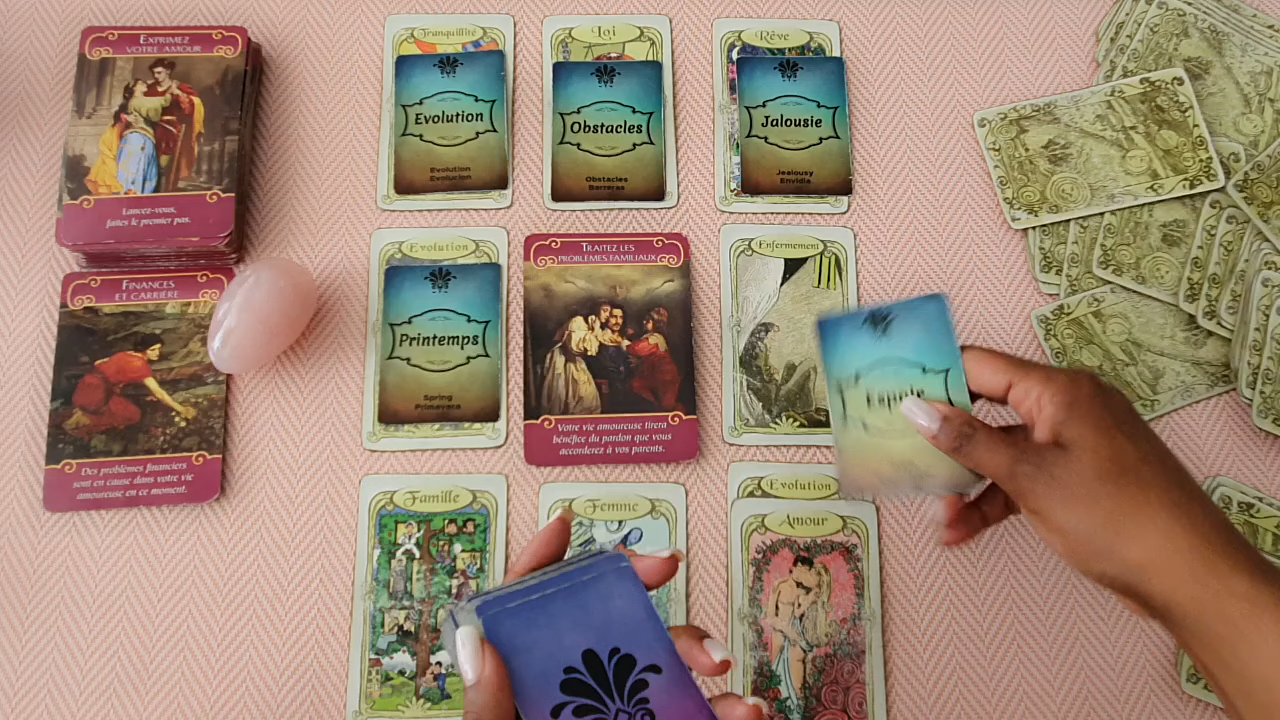 EXPRIMEZ
VOTRE AMOUR
Lancez-vous,
faites le premier pas.
FINANCES
ET CARRIÈRE
Des problèmes financiers
sont en cause dans votre vie
amoureuse en ce moment.
Tranquillité
Evolution
Evolution
Evolucion
Loi
Obstacles
Obstacles
Barreras
Rêve
Jalousie
Jealousy
Envidia
Evolution
Printemps
Spring
Primavera
TRAITEZ LES
PROBLÈMES FAMILIAUX
Votre vie amoureuse tirera
bénéfice du pardon que vous
accorderez à vos parents.
Enfermement
Famille
Femme
Evolution
Amour